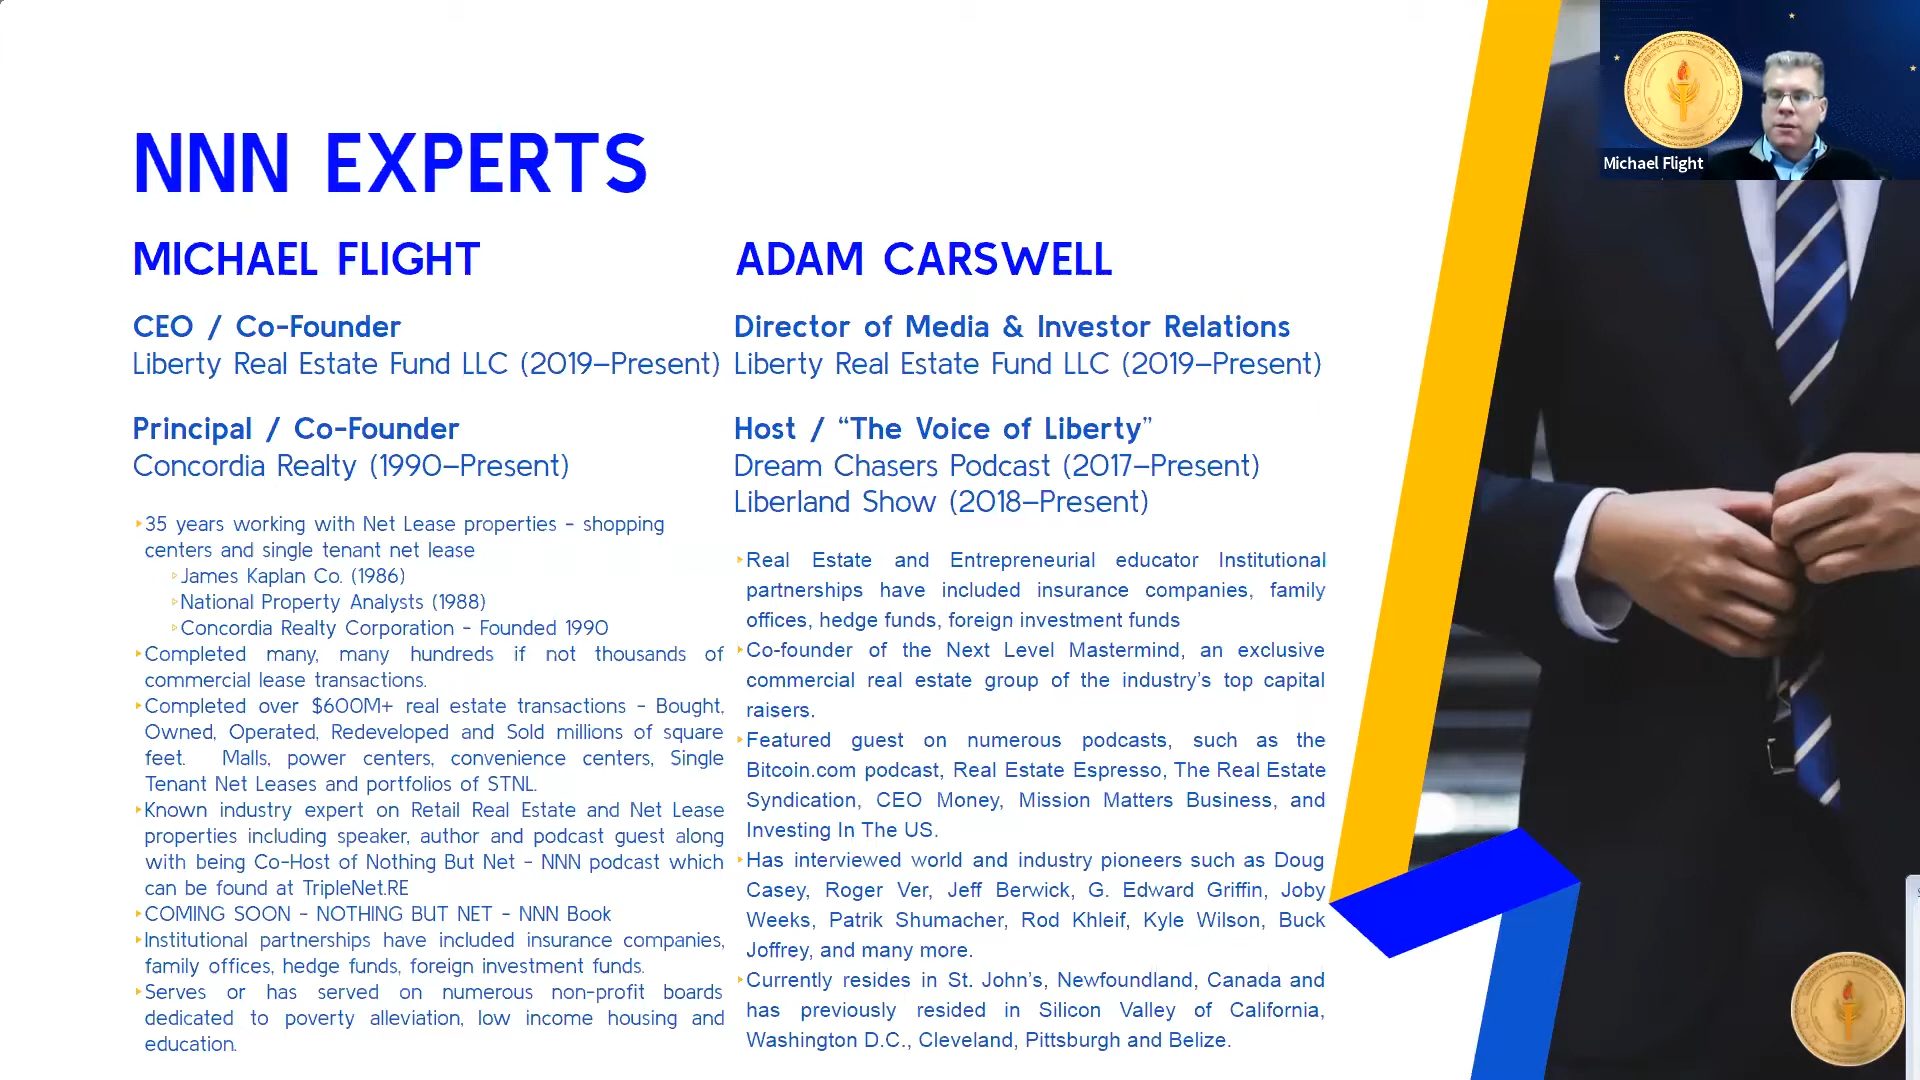 NNN EXPERTS
MICHAEL FLIGHT
CEO / Co-Founder
Liberty Real Estate Fund LLC (2019–Present)
Principal / Co-Founder
Concordia Realty (1990–Present)
35 years working with Net Lease properties - shopping
centers and single tenant net lease
James Kaplan Co. (1986)
National Property Analysts (1988)
Concordia Realty Corporation - Founded 1990
Completed many, many hundreds if not thousands of
commercial lease transactions.
Completed over $600M+ real estate transactions - Bought,
Owned, Operated, Redeveloped and Sold millions of square
feet. Malls, power centers, convenience centers, Single
Tenant Net Leases and portfolios of STNL.
Known industry expert on Retail Real Estate and Net Lease
properties including speaker, author and podcast guest along
with being Co-Host of Nothing But Net - NNN podcast which
can be found at TripleNet.RE
COMING SOON - NOTHING BUT NET - NNN Book
Institutional partnerships have included insurance companies,
family offices, hedge funds, foreign investment funds.
Serves or has served on numerous non-profit boards
dedicated to poverty alleviation, low income housing and
education.
ADAM CARSWELL
Director of Media & Investor Relations
Liberty Real Estate Fund LLC (2019–Present)
Host / “The Voice of Liberty”
Dream Chasers Podcast (2017–Present)
Liberland Show (2018–Present)
Real Estate and Entrepreneurial educator Institutional
partnerships have included insurance companies, family
offices, hedge funds, foreign investment funds
Co-founder of the Next Level Mastermind, an exclusive
commercial real estate group of the industry’s top capital
raisers.
Featured guest on numerous podcasts, such as the
Bitcoin.com podcast, Real Estate Espresso, The Real Estate
Syndication, CEO Money, Mission Matters Business, and
Investing In The US.
Has interviewed world and industry pioneers such as Doug
Casey, Roger Ver, Jeff Berwick, G. Edward Griffin, Joby
Weeks, Patrik Shumacher, Rod Khleif, Kyle Wilson, Buck
Joffrey, and many more.
Currently resides in St. John’s, Newfoundland, Canada and
has previously resided in Silicon Valley of California,
Washington D.C., Cleveland, Pittsburgh and Belize.
LIBERTY REAL ESTATE FUND
Michael Flight